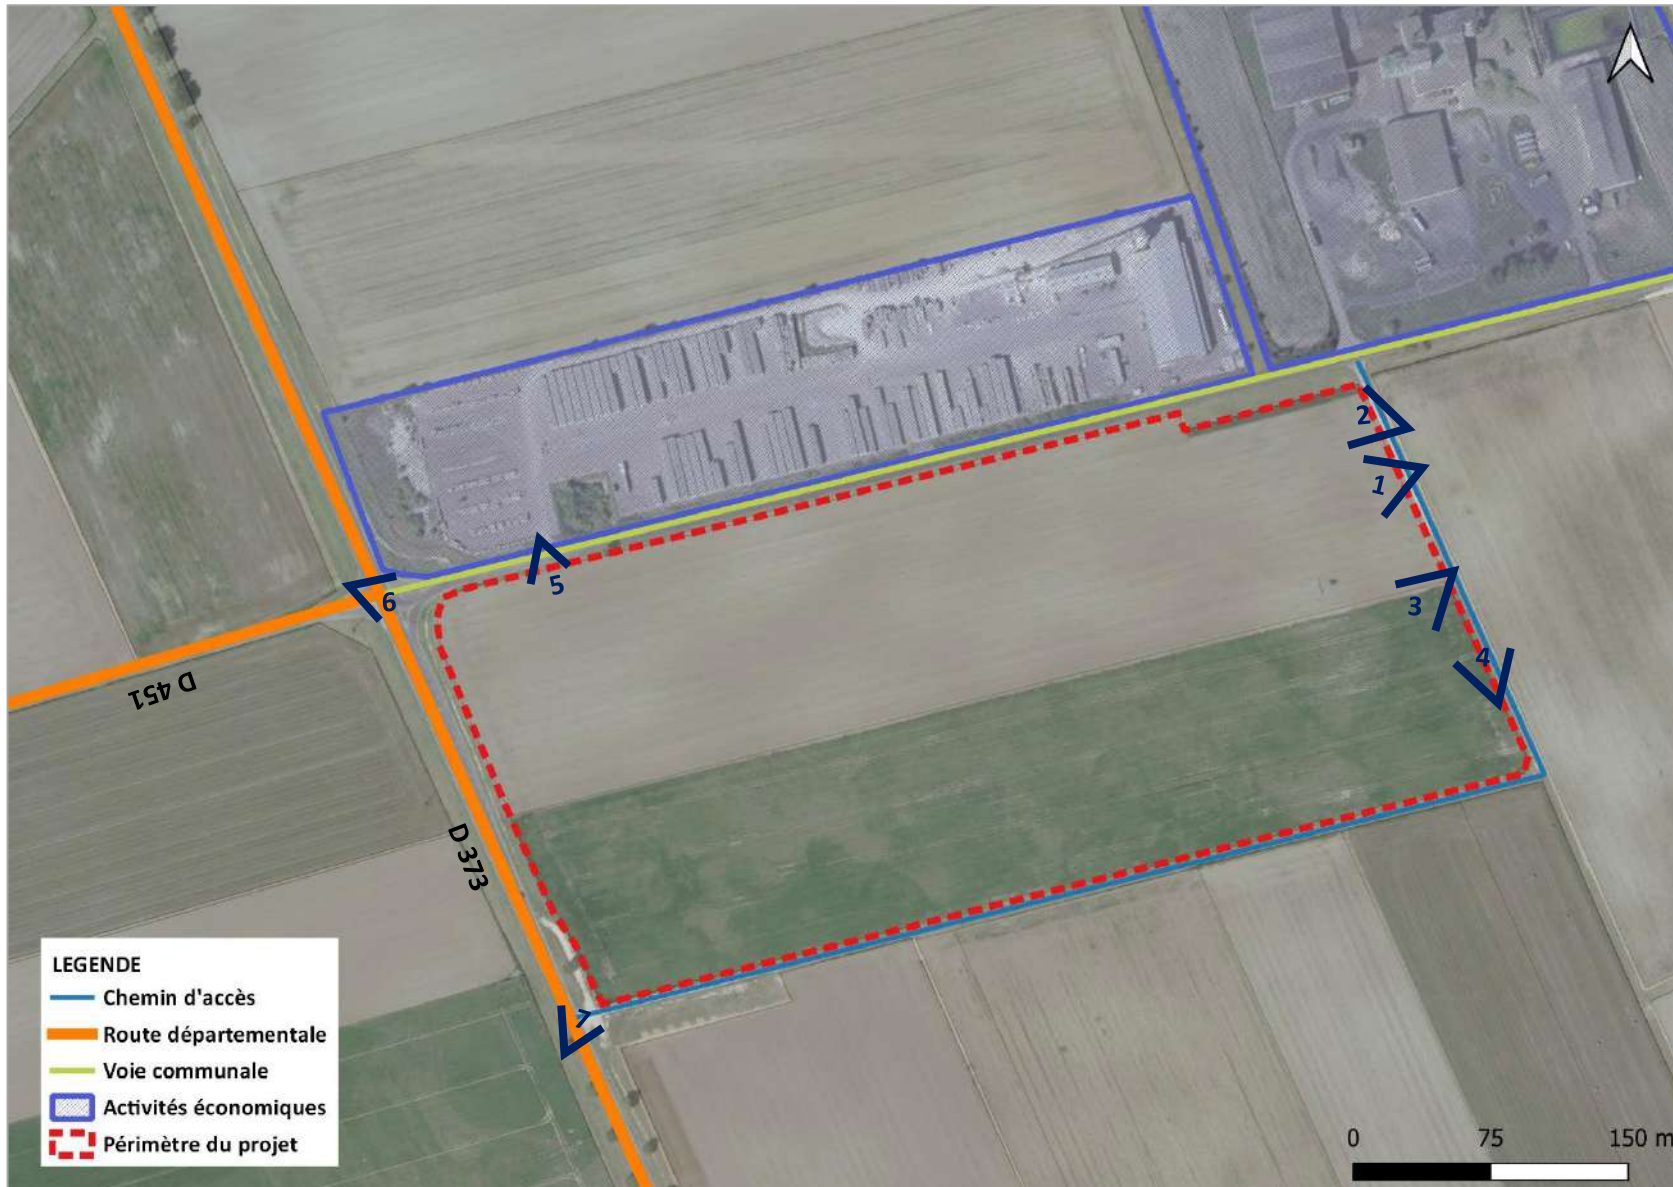 2
1
5
6
3
4
D 451
D 373
7
LEGENDE
Chemin d'accès
Route départementale
Voie communale
Activités économiques
Périmètre du projet
0 75 150 m